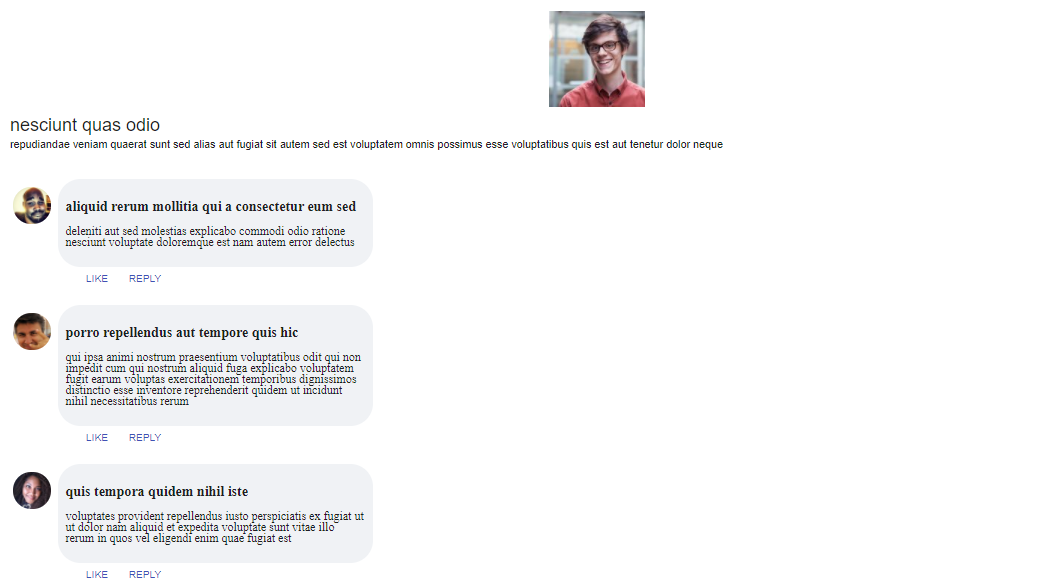 nesciunt quas odio
repudiandae veniam quaerat sunt sed alias aut fugiat sit autem sed est voluptatem omnis possimus esse voluptatibus quis est aut tenetur dolor neque
aliquid rerum mollitia qui a consectetur eum sed
deleniti aut sed molestias explicabo commodi odio ratione
nesciunt voluptate doloremque est nam autem error delectus
LIKE REPLY
porro repellendus aut tempore quis hic
qui ipsa animi nostrum praesentium voluptatibus odit qui non
impedit cum qui nostrum aliquid fuga explicabo voluptatem
fugit earum voluptas exercitationem temporibus dignissimos
distinctio esse inventore reprehenderit quidem ut incidunt
nihil necessitatibus rerum
LIKE REPLY
quis tempora quidem nihil iste
voluptates provident repellendus iusto perspiciatis ex fugiat ut
ut dolor nam aliquid et expedita voluptate sunt vitae illo
rerum in quos vel eligendi enim quae fugiat est
LIKE REPLY